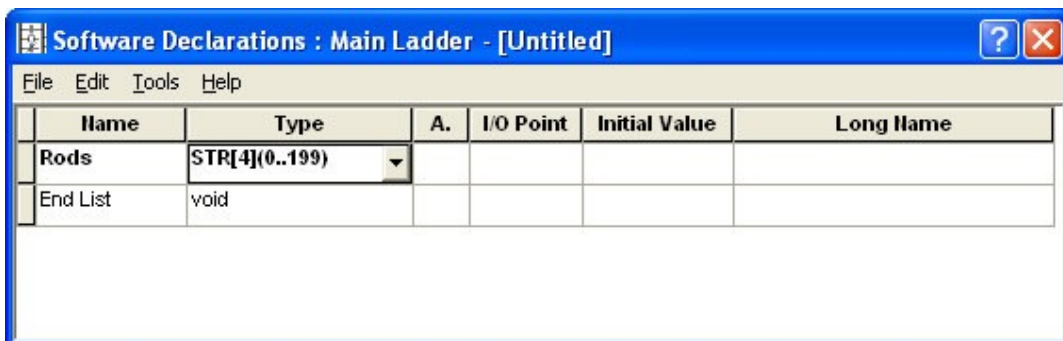 Software Declarations : Main Ladder - [Untitled]
File Edit Tools Help
Name Type A. I/O Point Initial Value Long Name
Rods STR[4](0..199)
End List void